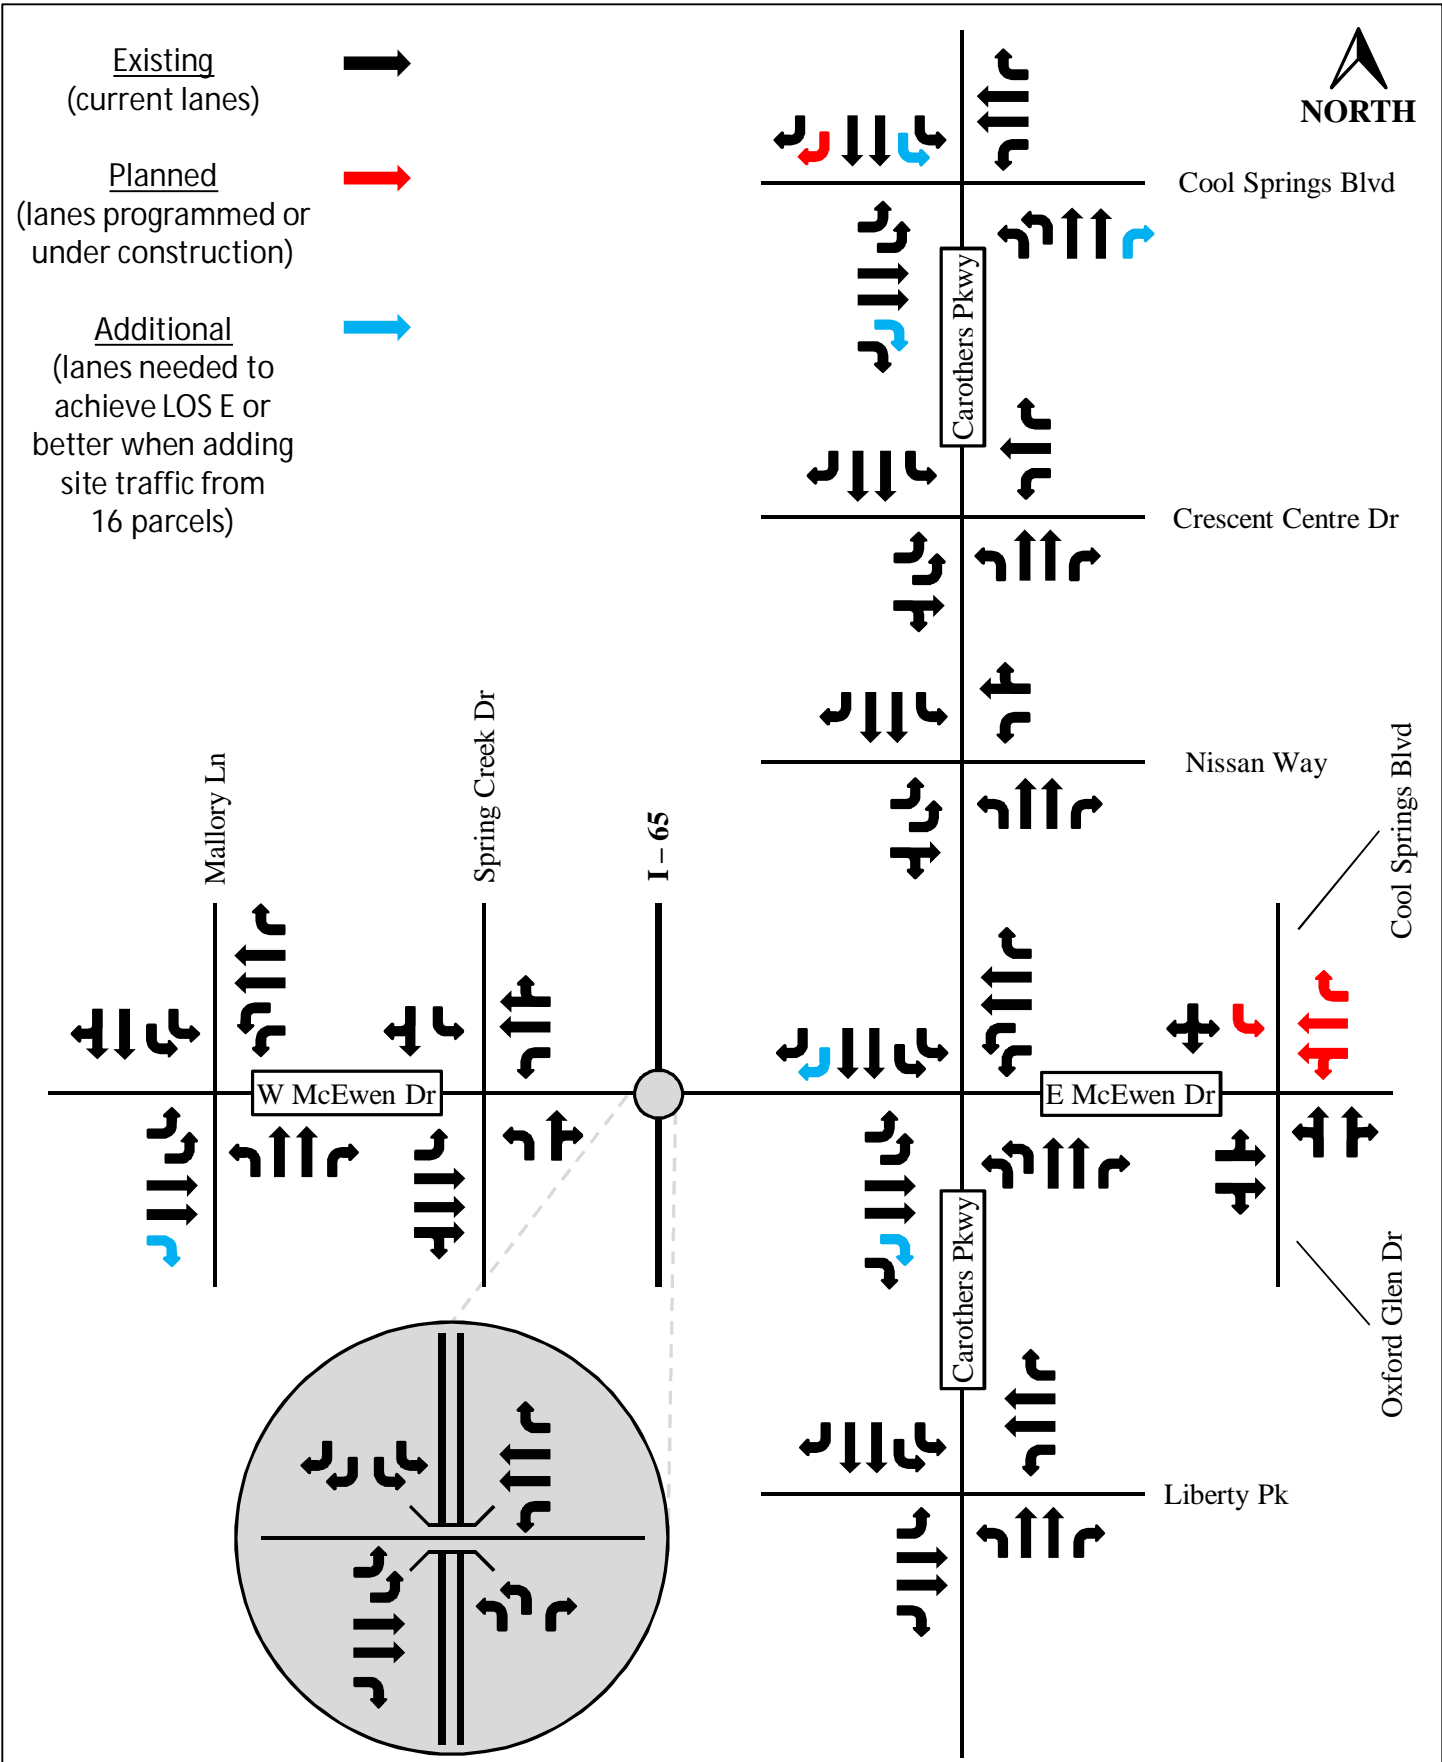 Existing
(current lanes)
Planned
(lanes programmed or
under construction)
Additional
(lanes needed to
achieve LOS E or
better when adding
site traffic from
16 parcels)
NORTH
Cool Springs Blvd
Carothers Pkwy
Crescent Centre Dr
Nissan Way
Mallory Ln
Spring Creek Dr
I – 65
Cool Springs Blvd
W McEwen Dr
E McEwen Dr
Carothers Pkwy
Oxford Glen Dr
Liberty Pk